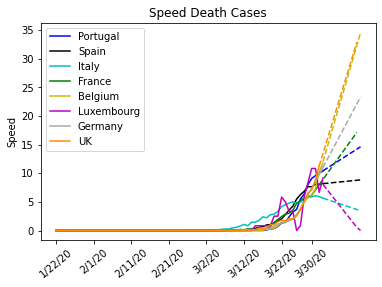 Speed Death Cases
Speed
35
30
25
20
15
10
5
0
Portugal
Spain
Italy
France
Belgium
Luxembourg
Germany
UK
1/22/20
2/1/20
2/11/20
2/21/20
3/2/20
3/12/20
3/22/20
3/30/20